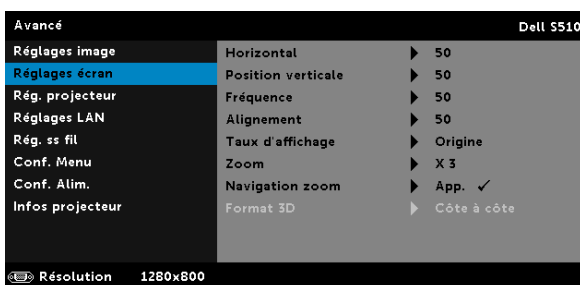 Avancé Dell S510
Réglages image Horizontal 50
Réglages écran Position verticale 50
Rég. projecteur Fréquence 50
Réglages LAN Alignement 50
Rég. ss fil Taux d'affichage Origine
Conf. Menu Zoom X 3
Conf. Alim. Navigation zoom App. ✓
Infos projecteur Format 3D Côte à côte
Résolution 1280x800